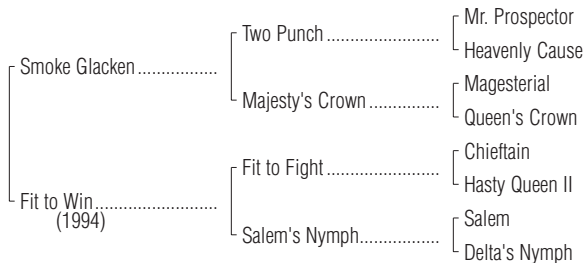 Mr. Prospector
Two Punch ........................
Heavenly Cause
Smoke Glacken .................
Magesterial
Majesty's Crown ...............
Queen's Crown
Chieftain
Fit to Fight ........................
Hasty Queen II
Fit to Win..........................
(1994)
Salem
Salem's Nymph.................
Delta's Nymph